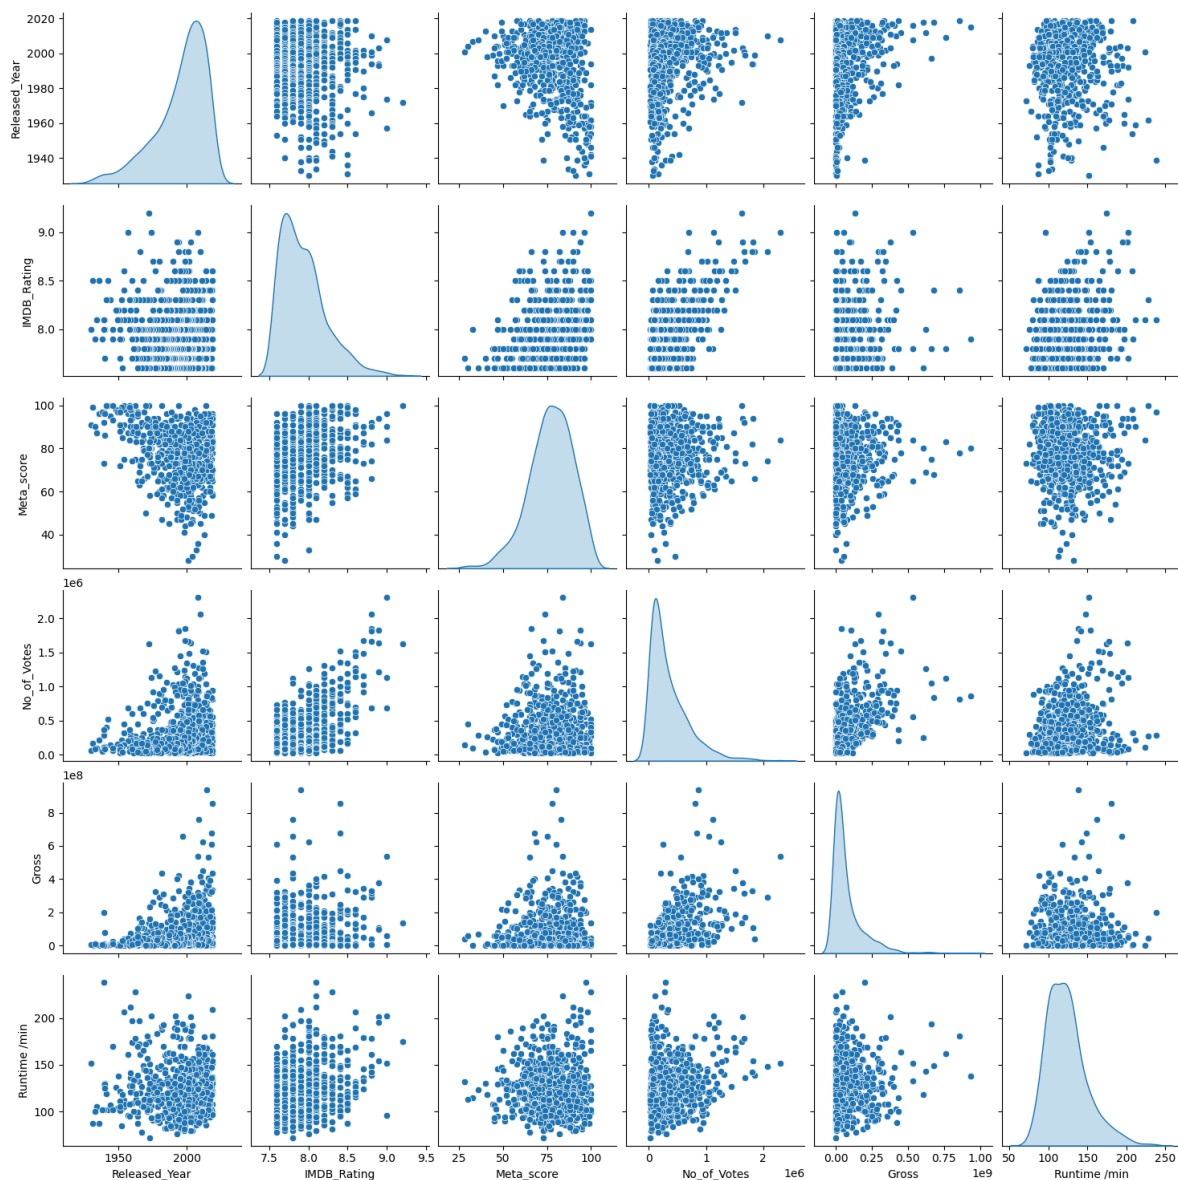 2020
2000
1980
1960
1940
Released_Year
9.0
8.5
8.0
IMDB_Rating
100
80
60
40
Meta_score
1e6
2.0
1.5
1.0
0.5
0.0
No_of_Votes
1e8
8
6
4
2
0
Gross
200
150
100
Runtime /min
1950 2000
Released_Year
7.5 8.0 8.5 9.0 9.5
IMDB_Rating
25 50 75 100
Meta_score
0 1 2
1e6
No_of_Votes
0.00 0.25 0.50 0.75 1.00
1e9
Gross
50 100 150 200 250
Runtime /min